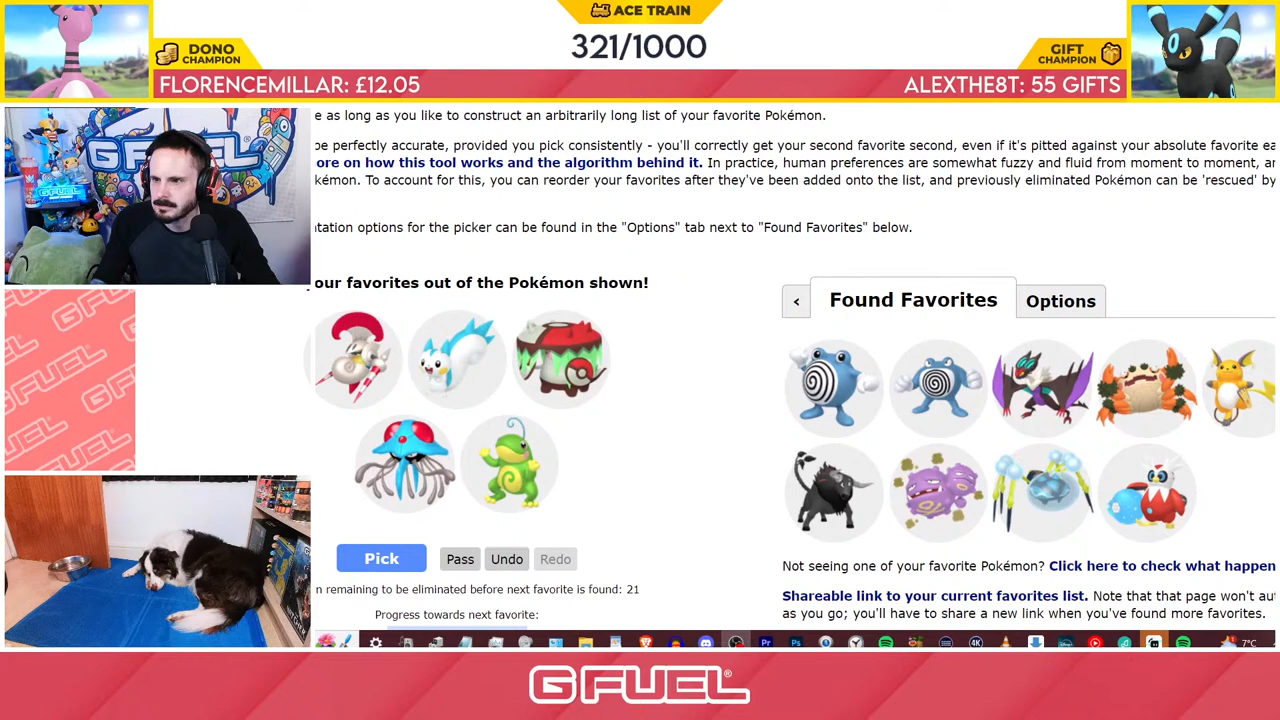 ACE TRAIN
321/1000
DONO
CHAMPION
GIFT
CHAMPION
FLORENCEMILLAR: £12.05
ALEXTHE8T: 55 GIFTS
e as long as you like to construct an arbitrarily long list of your favorite Pokémon.
be perfectly accurate, provided you pick consistently - you'll correctly get your second favorite second, even if it's pitted against your absolute favorite ea
ore on how this tool works and the algorithm behind it. In practice, human preferences are somewhat fuzzy and fluid from moment to moment, an
kémon. To account for this, you can reorder your favorites after they've been added onto the list, and previously eliminated Pokémon can be 'rescued' by
tation options for the picker can be found in the "Options" tab next to "Found Favorites" below.
our favorites out of the Pokémon shown!
‹ Found Favorites Options
Pick Pass Undo Redo
n remaining to be eliminated before next favorite is found: 21
Progress towards next favorite:
Not seeing one of your favorite Pokémon? Click here to check what happen
Shareable link to your current favorites list. Note that that page won't aut
as you go; you'll have to share a new link when you've found more favorites.
7°C
G FUEL
G FUEL
G FUEL